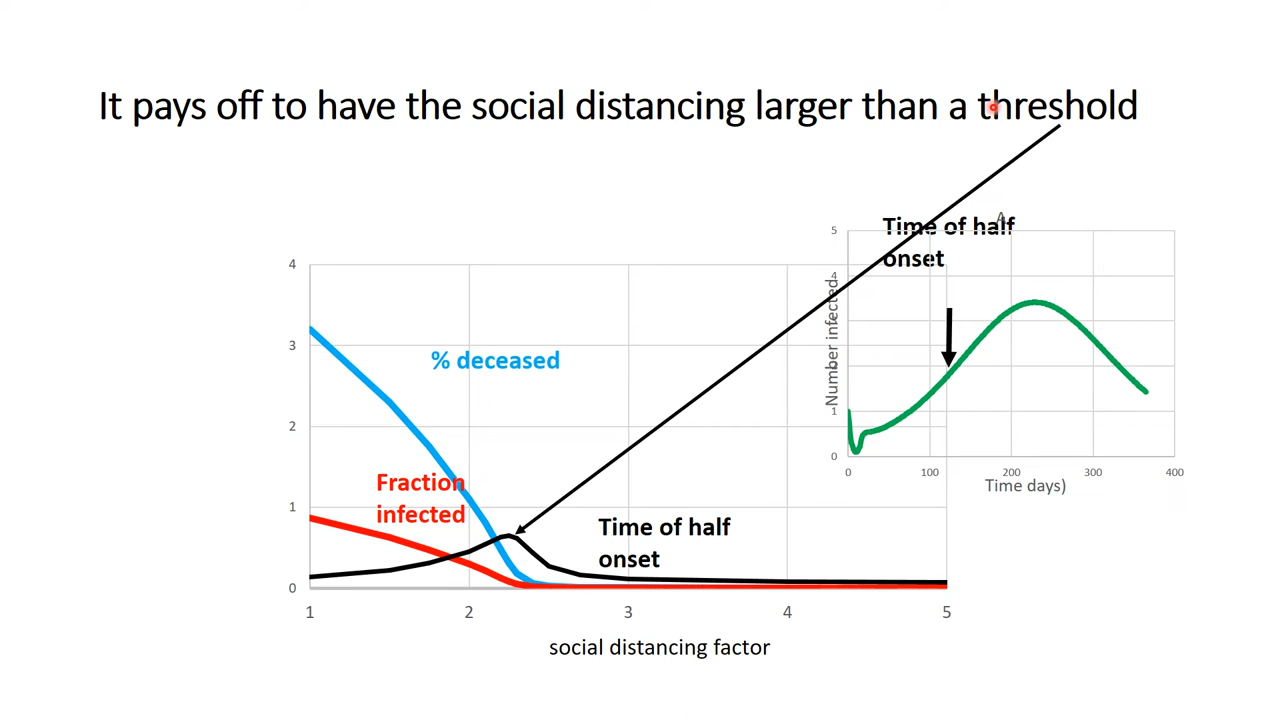 It pays off to have the social distancing larger than a threshold
4
3
2
1
0
1 2 3 4 5
social distancing factor
% deceased
Fraction
infected
Time of half
onset
A
Time of half
onset
Number infected
5
4
3
2
1
0
0 100 200 300 400
Time days)